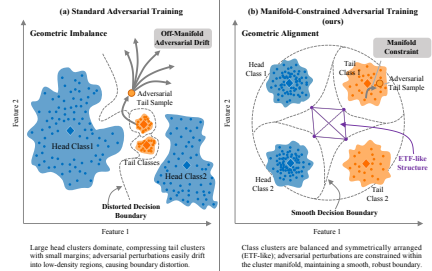 (a) Standard Adversarial Training
Geometric Imbalance
Off-Manifold
Adversarial Drift
Adversarial
Tail Sample
Head Class1
Tail Classes
Head Class2
Distorted Decision
Boundary
Feature 2
Feature 1
Large head clusters dominate, compressing tail clusters
with small margins; adversarial perturbations easily drift
into low-density regions, causing boundary distortion.
(b) Manifold-Constrained Adversarial Training
(ours)
Geometric Alignment
Manifold
Constraint
Head
Class 1
Tail
Class 1
Adversarial
Tail Sample
ETF-like
Structure
Head
Class 2
Tail
Class 2
Smooth Decision Boundary
Feature 2
Feature 1
Class clusters are balanced and symmetrically arranged
(ETF-like); adversarial perturbations are constrained within
the cluster manifold, maintaining a smooth, robust boundary.